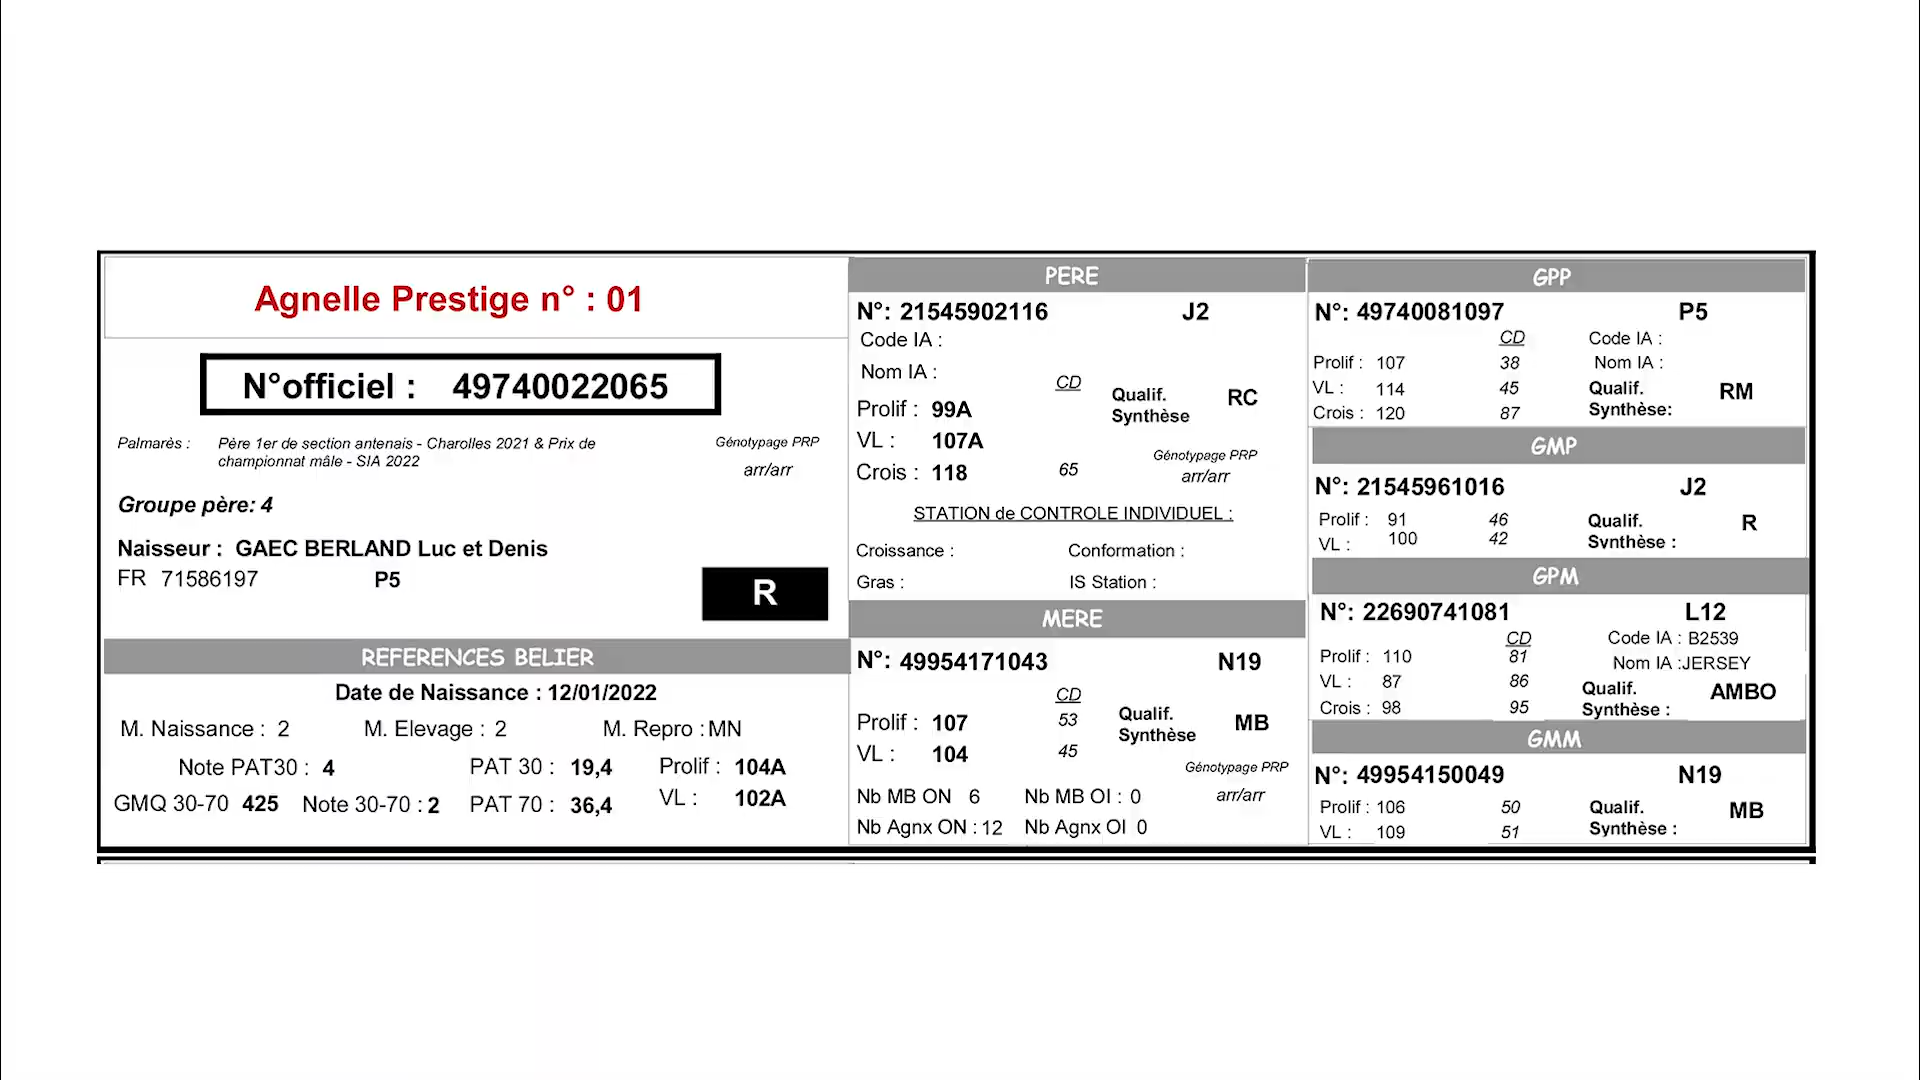 Agnelle Prestige n° : 01
N°officiel : 49740022065
Palmarès : Père 1er de section antenais - Charolles 2021 & Prix de
championnat mâle - SIA 2022
Génotypage PRP
arr/arr
Groupe père: 4
Naisseur : GAEC BERLAND Luc et Denis
FR 71586197 P5
R
REFERENCES BELIER
Date de Naissance : 12/01/2022
M. Naissance : 2 M. Elevage : 2 M. Repro : MN
Note PAT30 : 4 PAT 30 : 19,4 Prolif : 104A
GMQ 30-70 425 Note 30-70 : 2 PAT 70 : 36,4 VL : 102A
PERE
N°: 21545902116 J2
Code IA :
Nom IA :
CD
Qualif.
Synthèse
RC
Prolif : 99A
VL : 107A
Crois : 118 65
Génotypage PRP
arr/arr
STATION de CONTROLE INDIVIDUEL :
Croissance : Conformation :
Gras : IS Station :
MERE
N°: 49954171043 N19
CD
Prolif : 107 53
VL : 104 45
Qualif.
Synthèse
MB
Génotypage PRP
arr/arr
Nb MB ON 6 Nb MB OI : 0
Nb Agnx ON : 12 Nb Agnx OI 0
GPP
N°: 49740081097 P5
CD Code IA :
Prolif : 107 38 Nom IA :
VL : 114 45 Qualif.
Crois : 120 87 Synthèse:
RM
GMP
N°: 21545961016 J2
Prolif : 91 46 Qualif.
VL : 100 42 Synthèse :
R
GPM
N°: 22690741081 L12
CD Code IA : B2539
Prolif : 110 81 Nom IA :JERSEY
VL : 87 86 Qualif.
Crois : 98 95 Synthèse :
AMBO
GMM
N°: 49954150049 N19
Prolif : 106 50 Qualif.
VL : 109 51 Synthèse :
MB